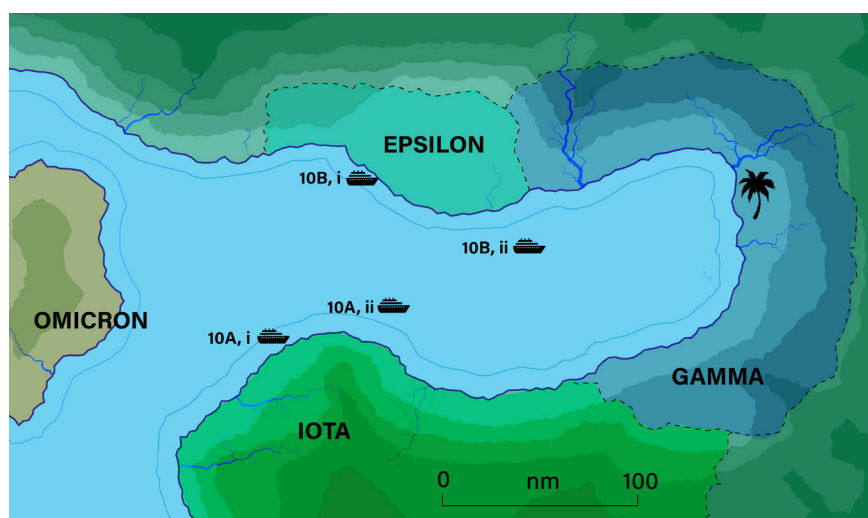 EPSILON
10B, i
10B, ii
10A, ii
OMICRON
10A, i
GAMMA
IOTA
0 nm 100